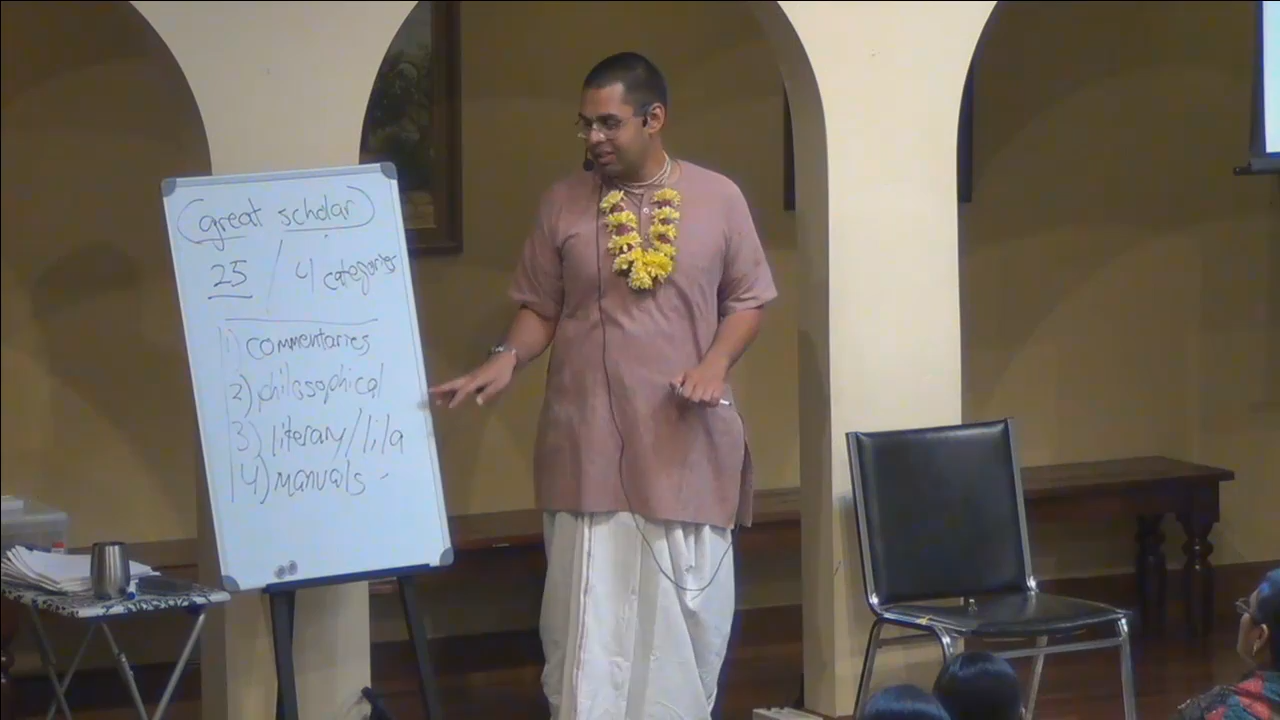 (great scholar)
25 / 4 categories
1) commentaries
2) philosophical
3) literary/lila
4) manuals -